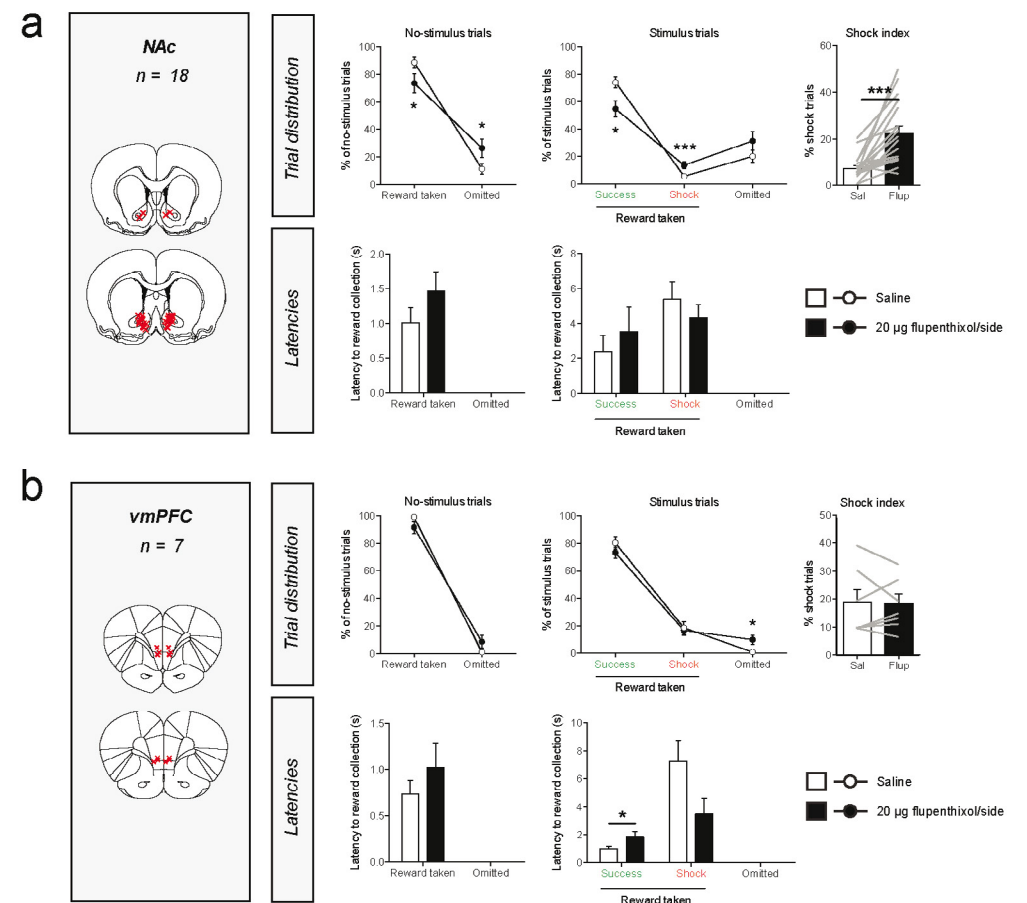 a
NAc
n = 18
Trial distribution
Latencies
No-stimulus trials
% of no-stimulus trials
100
80
60
40
20
0
*
*
Reward taken Omitted
Stimulus trials
% of stimulus trials
100
80
60
40
20
0
*
***
Success Shock Omitted
Reward taken
Shock index
% shock trials
60
40
20
0
***
Sal Flup
Latency to reward collection (s)
2.0
1.5
1.0
0.5
0.0
Reward taken Omitted
Latency to reward collection (s)
8
6
4
2
0
Success Shock Omitted
Reward taken
Saline
20 µg flupenthixol/side
b
vmPFC
n = 7
Trial distribution
Latencies
No-stimulus trials
% of no-stimulus trials
100
80
60
40
20
0
Reward taken Omitted
Stimulus trials
% of stimulus trials
100
80
60
40
20
0
*
Success Shock Omitted
Reward taken
Shock index
% shock trials
50
40
30
20
10
0
Sal Flup
Latency to reward collection (s)
1.5
1.0
0.5
0.0
Reward taken Omitted
Latency to reward collection (s)
10
8
6
4
2
0
*
Success Shock Omitted
Reward taken
Saline
20 µg flupenthixol/side